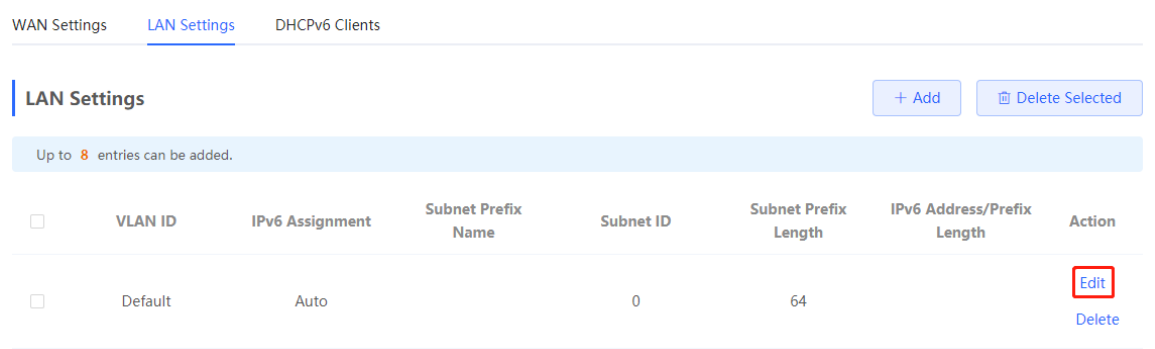 WAN Settings LAN Settings DHCPv6 Clients
LAN Settings + Add Delete Selected
Up to 8 entries can be added.
VLAN ID IPv6 Assignment Subnet Prefix Name Subnet ID Subnet Prefix Length IPv6 Address/Prefix Length Action
Default Auto 0 64 Edit
Delete